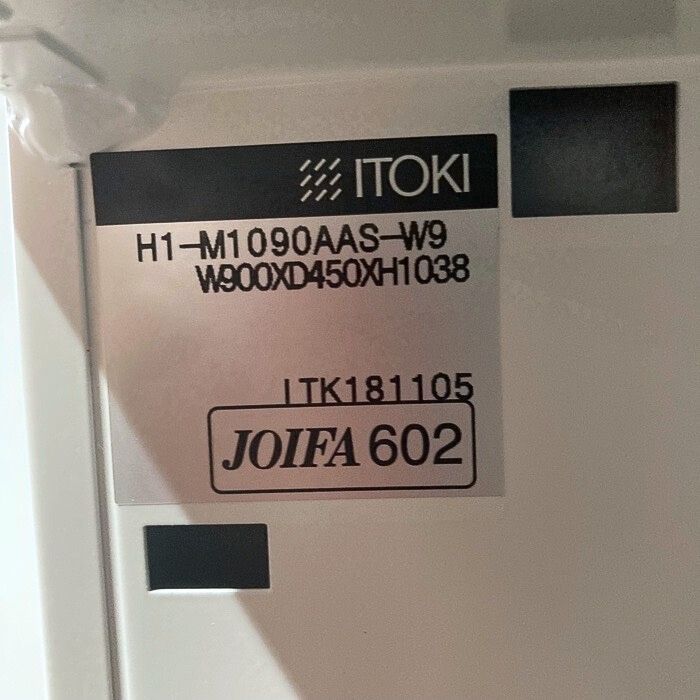 ITOKI
H1-M1090AAS-W9
W900XD450XH1038
ITK181105
JOIFA 602